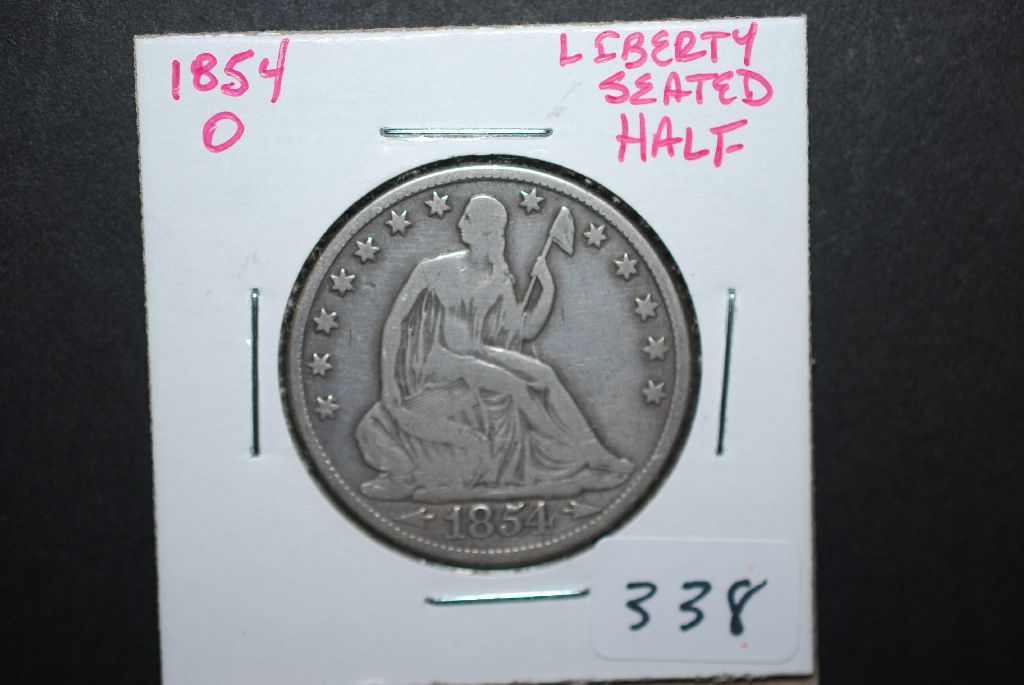 1854
O
LIBERTY
SEATED
HALF
1854
338